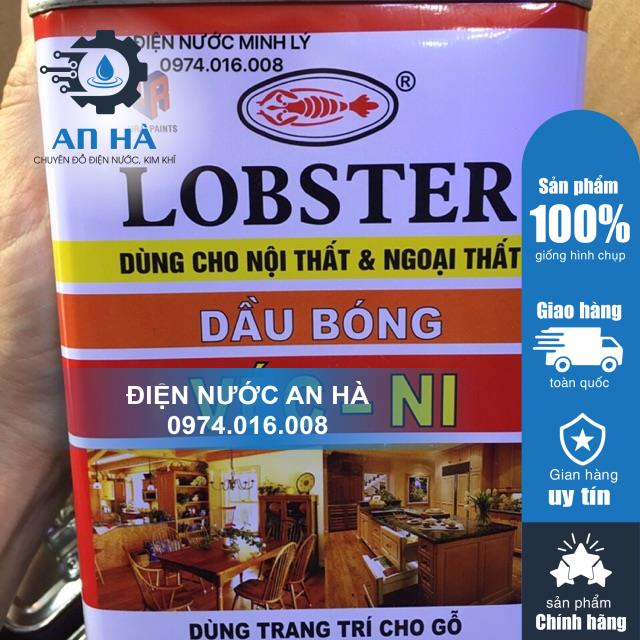 ĐIỆN NƯỚC MINH LÝ
0974.016.008
AN HÀ
PAINTS
CHUYÊN ĐỒ ĐIỆN NƯỚC, KIM KHÍ
®
LOBSTER
DÙNG CHO NỘI THẤT & NGOẠI THẤT
DẦU BÓNG
VÉC - NI
ĐIỆN NƯỚC AN HÀ
0974.016.008
DÙNG TRANG TRÍ CHO GỖ
Sản phẩm
100%
giống hình chụp
Giao hàng
toàn quốc
Gian hàng
uy tín
sản phẩm
Chính hãng